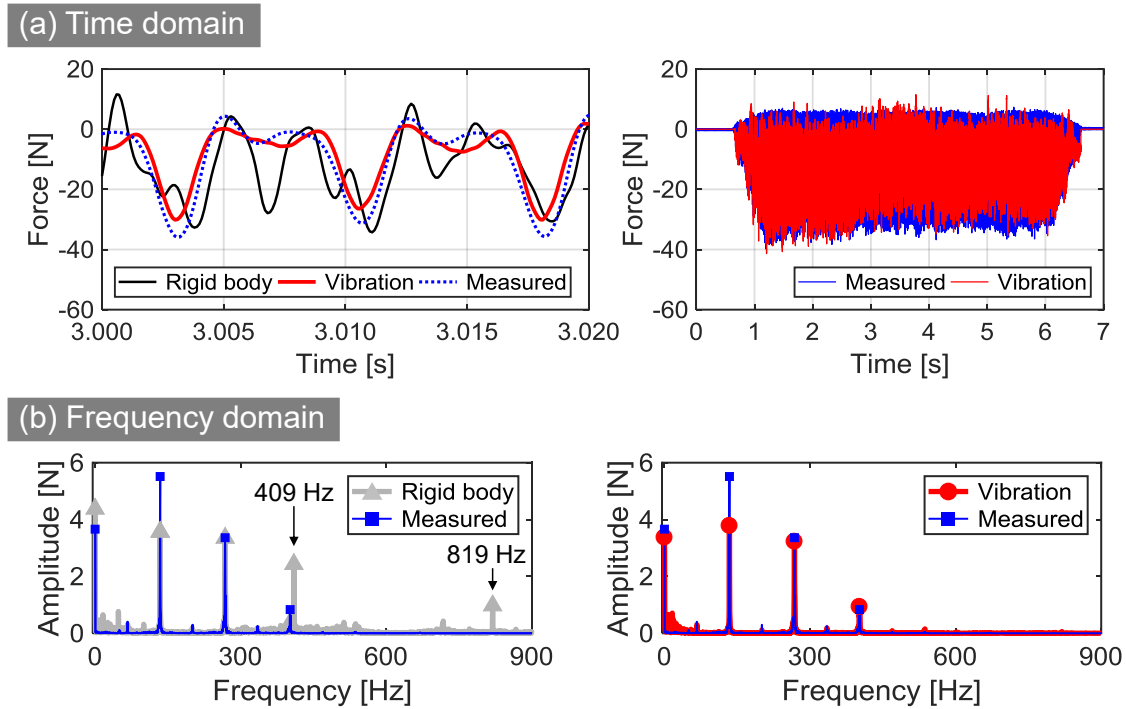 (a) Time domain
20
0
-20
-40
-60
Force [N]
Rigid body Vibration Measured
3.000 3.005 3.010 3.015 3.020
Time [s]
20
0
-20
-40
-60
Force [N]
Measured Vibration
0 1 2 3 4 5 6 7
Time [s]
(b) Frequency domain
6
4
2
0
Amplitude [N]
409 Hz
819 Hz
Rigid body
Measured
0 300 600 900
Frequency [Hz]
6
4
2
0
Amplitude [N]
Vibration
Measured
0 300 600 900
Frequency [Hz]